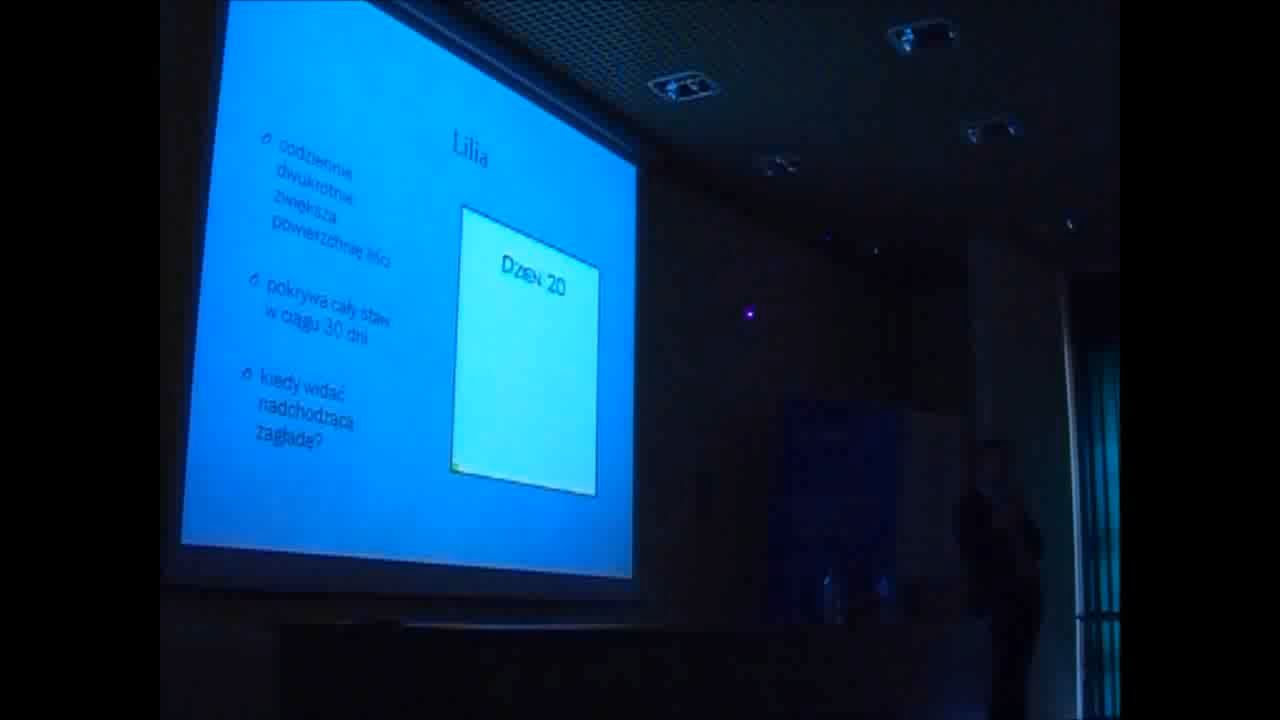 Lilia
codziennie
dwukrotnie
zwiększa
powierzchnię liści
pokrywa cały staw
w ciągu 30 dni
kiedy widać
nadchodzącą
zagładę?
Dzień 20